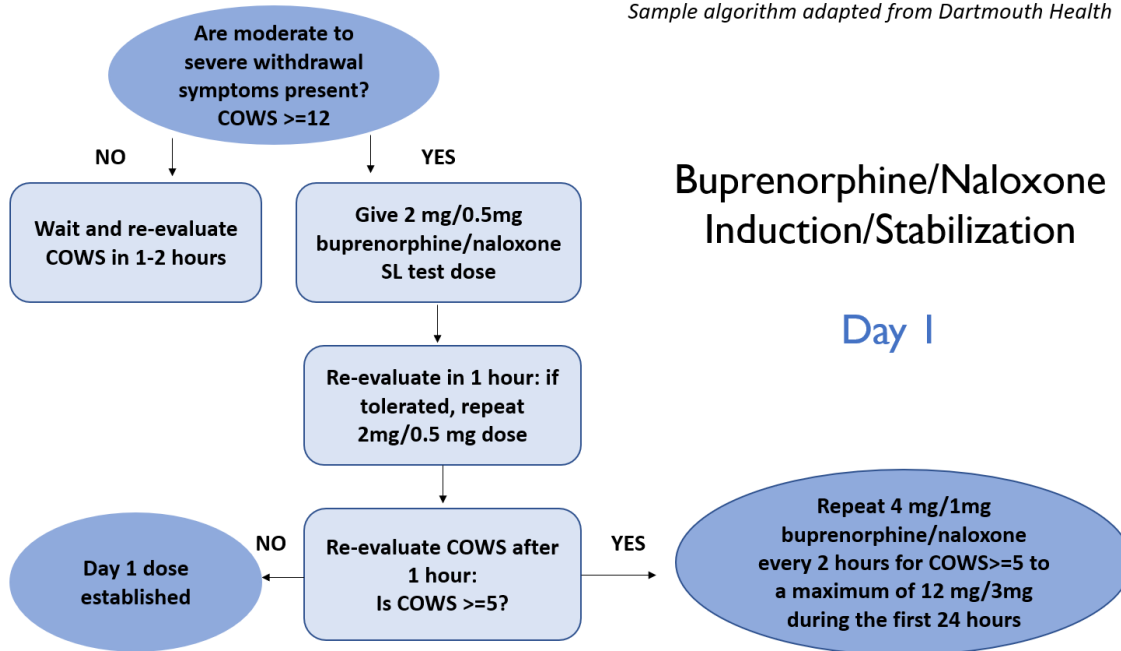 Sample algorithm adapted from Dartmouth Health
Are moderate to
severe withdrawal
symptoms present?
COWS >=12
NO
YES
Wait and re-evaluate
COWS in 1-2 hours
Give 2 mg/0.5mg
buprenorphine/naloxone
SL test dose
Buprenorphine/Naloxone
Induction/Stabilization
Day 1
Re-evaluate in 1 hour: if
tolerated, repeat
2mg/0.5 mg dose
Re-evaluate COWS after
1 hour:
Is COWS >=5?
NO
YES
Day 1 dose
established
Repeat 4 mg/1mg
buprenorphine/naloxone
every 2 hours for COWS>=5 to
a maximum of 12 mg/3mg
during the first 24 hours